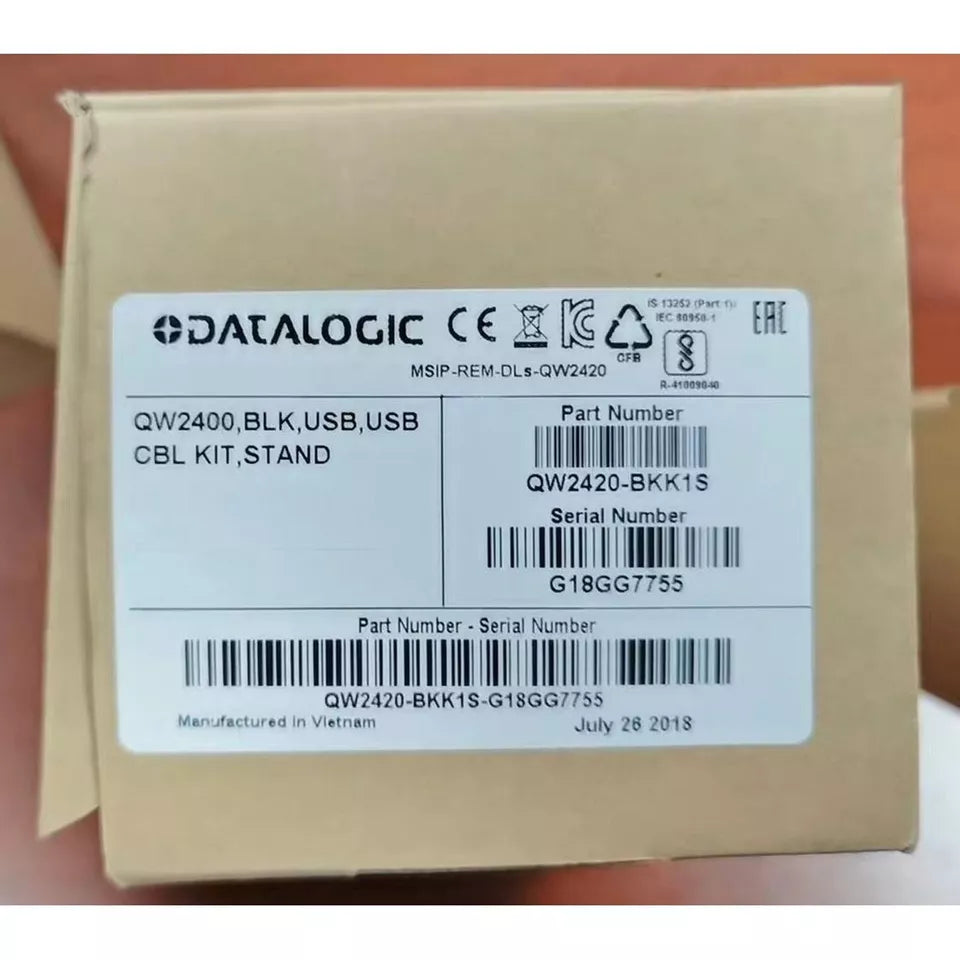 DATALOGIC CE EAC
IS 13252 (Part 1)/
IEC 60950-1
CFB
MSIP-REM-DLs-QW2420
R-41009040
QW2400,BLK,USB,USB
CBL KIT,STAND
Part Number
QW2420-BKK1S
Serial Number
G18GG7755
Part Number - Serial Number
QW2420-BKK1S-G18GG7755
Manufactured in Vietnam
July 26 2018